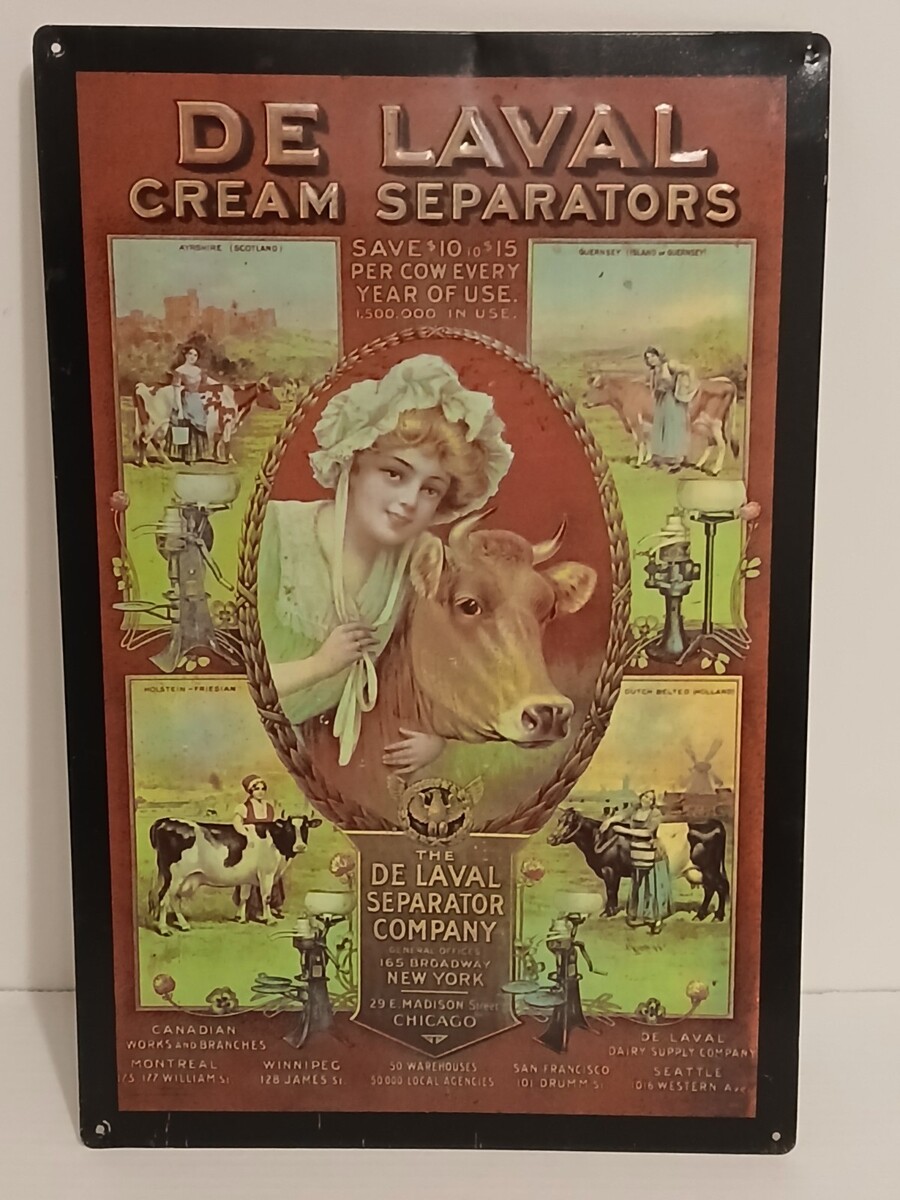 DE LAVAL
CREAM SEPARATORS
AYRSHIRE (SCOTLAND)
SAVE $10 TO $15
PER COW EVERY
YEAR OF USE.
1,500,000 IN USE.
GUERNSEY (ISLAND OF GUERNSEY)
HOLSTEIN-FRIESIAN
DUTCH BELTED (HOLLAND)
THE
DE LAVAL
SEPARATOR
COMPANY
GENERAL OFFICES
165 BROADWAY
NEW YORK
29 E. MADISON Street
CHICAGO
CANADIAN
WORKS AND BRANCHES
MONTREAL
177 WILLIAM St.
WINNIPEG
128 JAMES St.
50 WAREHOUSES
50,000 LOCAL AGENCIES
SAN FRANCISCO
101 DRUMM St.
DE LAVAL
DAIRY SUPPLY COMPANY
SEATTLE
1016 WESTERN Ave